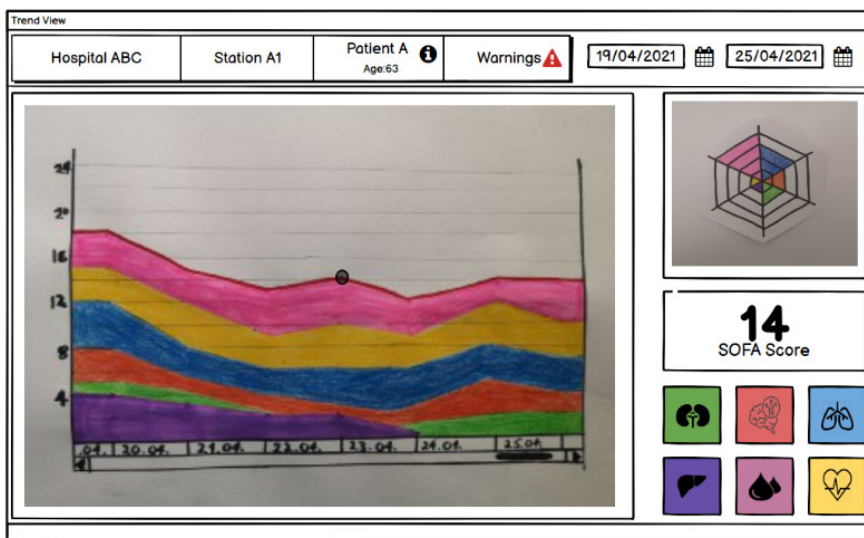 Trend View
Hospital ABC
Station A1
Patient A
Age:63
Warnings
19/04/2021
25/04/2021
24
20
16
12
8
4
.04. 20.04. 21.04. 22.04. 23.04. 24.04. 25.04.
14
SOFA Score